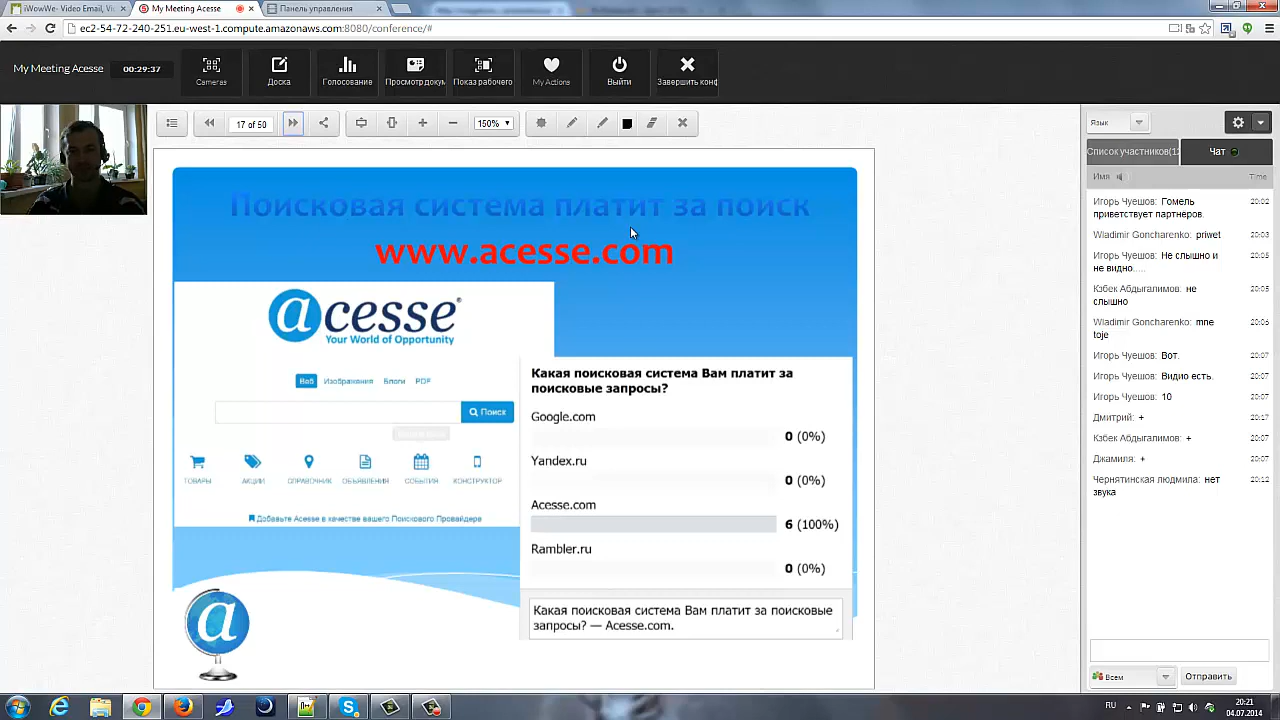 iWowWe- Video Email, Vi
My Meeting Acesse
Панель управления
ec2-54-72-240-251.eu-west-1.compute.amazonaws.com:8080/conference/#
My Meeting Acesse
00:29:37
Cameras
Доска
Голосование
Просмотр докум
Показ рабочего
My Actions
Выйти
Завершить конф
17 of 50
150%
Язык
Список участников(1
Чат
Имя
Time
Поисковая система платит за поиск
www.acesse.com
acesse®
Your World of Opportunity
Веб Изображения Блоги PDF
Поиск
ТОВАРЫ АКЦИИ СПРАВОЧНИК ОБЪЯВЛЕНИЯ СОБЫТИЯ КОНСТРУКТОР
Добавьте Acesse в качестве вашего Поискового Провайдера
Какая поисковая система Вам платит за
поисковые запросы?
Google.com
0 (0%)
Yandex.ru
0 (0%)
Acesse.com
6 (100%)
Rambler.ru
0 (0%)
Какая поисковая система Вам платит за поисковые
запросы? — Acesse.com.
a
Игорь Чуешов: Гомель 20:02
приветствует партнеров.
Wladimir Goncharenko: priwet 20:03
Игорь Чуешов: Не слышно и 20:05
не видно.....
Кзбек Абдыгалимов: не 20:05
слышно
Wladimir Goncharenko: mne 20:06
toje
Игорь Чуешов: Вот. 20:07
Игорь Чуешов: Видио есть. 20:07
Игорь Чуешов: 10 20:17
Дмитрий: + 20:07
Кзбек Абдыгалимов: + 20:07
Джамиля: + 20:07
Чернятинская людмила: нет 20:12
звука
Всем
Отправить
RU
20:21
04.07.2014